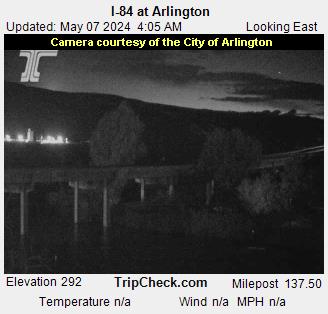 I-84 at Arlington
Updated: May 07 2024 4:05 AM Looking East
Camera courtesy of the City of Arlington
Elevation 292 TripCheck.com Milepost 137.50
Temperature n/a Wind n/a MPH n/a